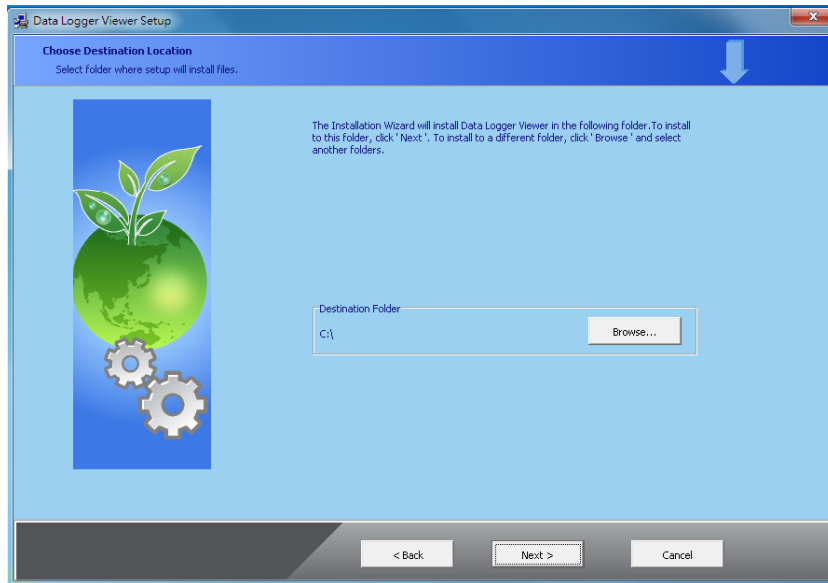 Data Logger Viewer Setup
Choose Destination Location
Select folder where setup will install files.
The Installation Wizard will install Data Logger Viewer in the following folder.To install
to this folder, click ' Next '. To install to a different folder, click ' Browse ' and select
another folders.
Destination Folder
C:\
Browse...
< Back
Next >
Cancel